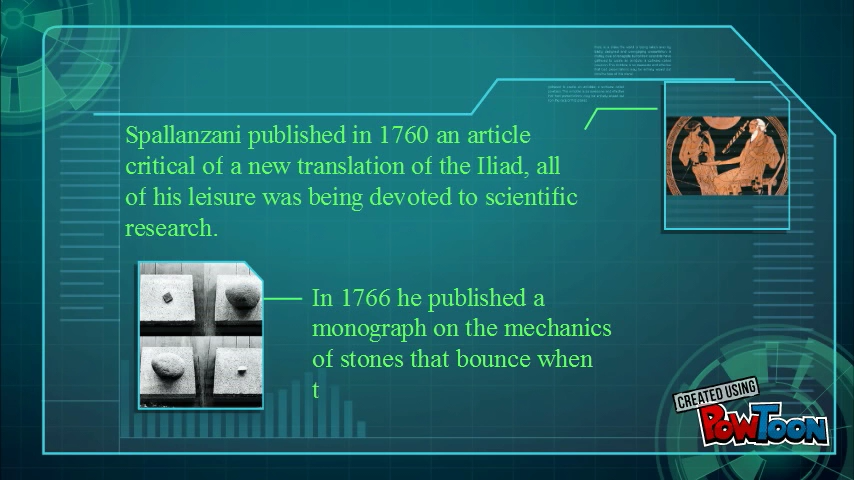 Spallanzani published in 1760 an article
critical of a new translation of the Iliad, all
of his leisure was being devoted to scientific
research.
In 1766 he published a
monograph on the mechanics
of stones that bounce when
t
CREATED USING
POWTOON